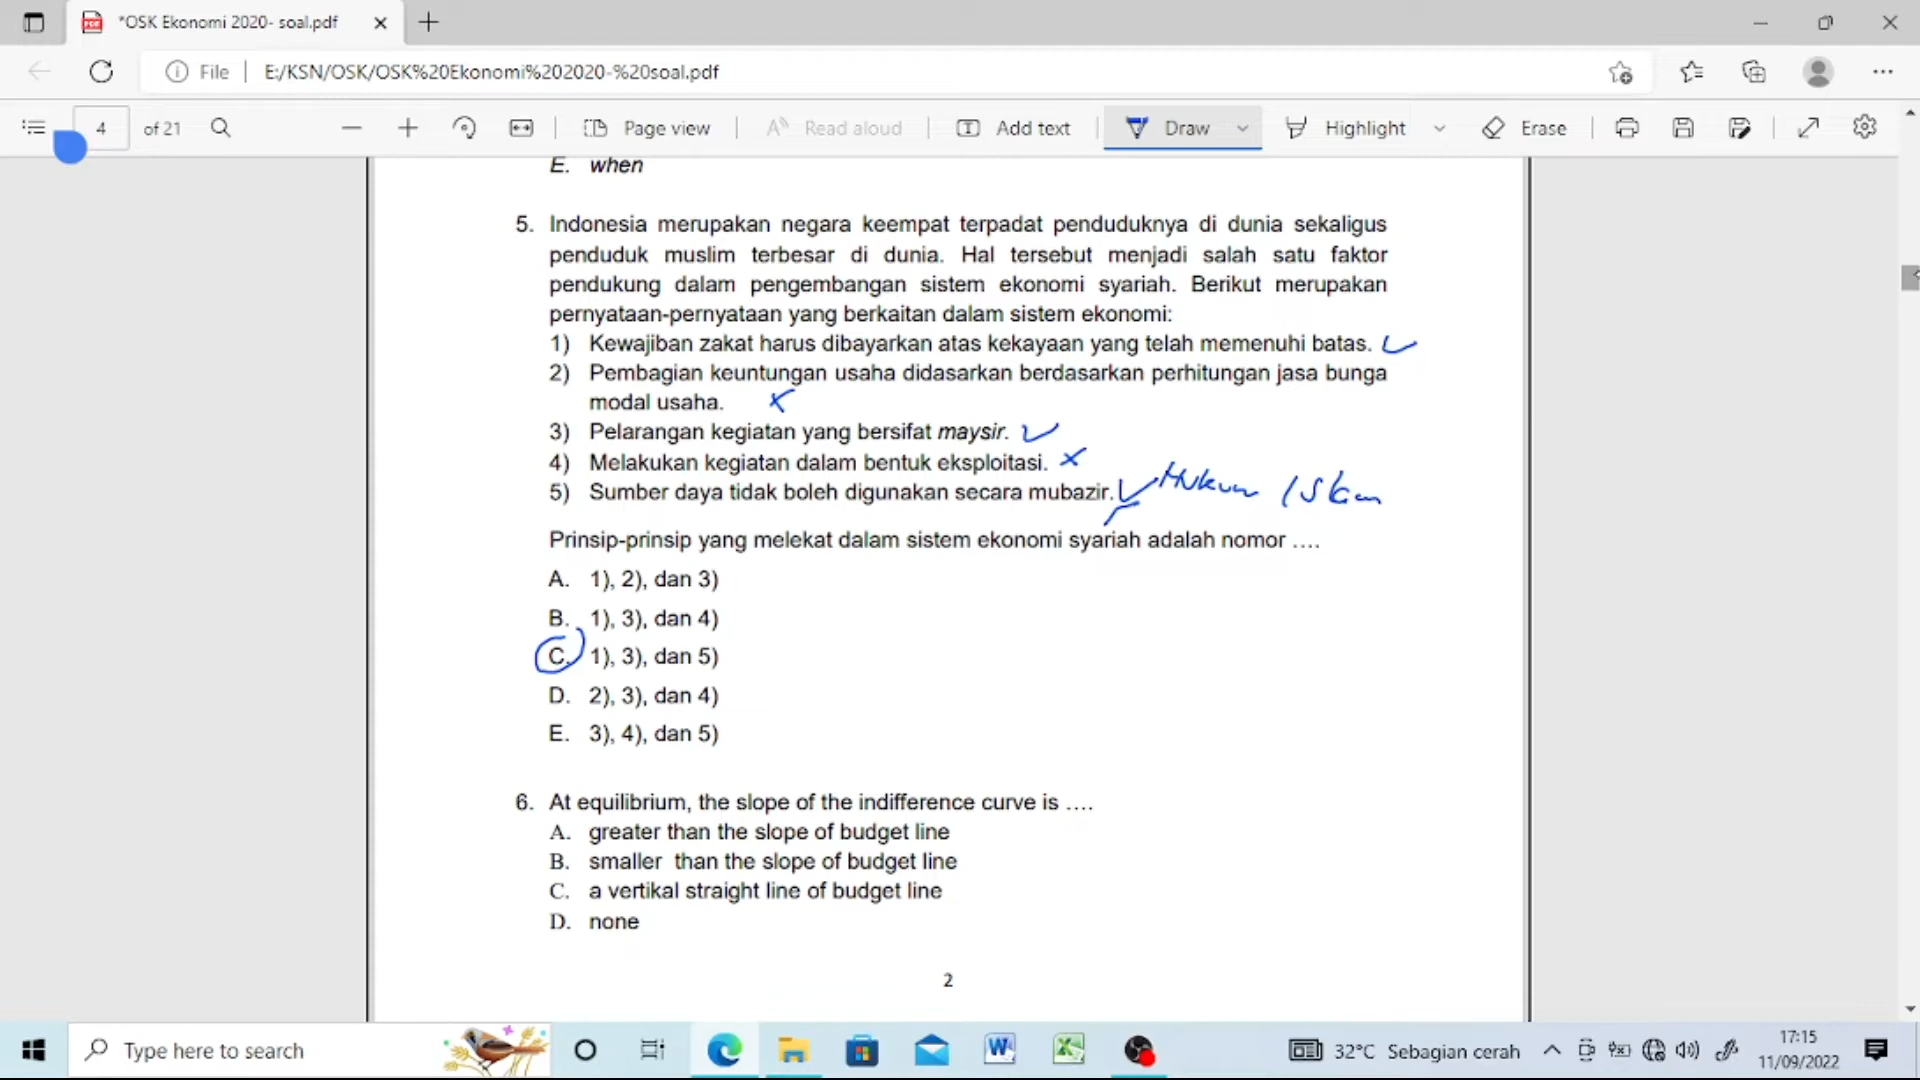 *OSK Ekonomi 2020- soal.pdf
File | E:/KSN/OSK/OSK%20Ekonomi%202020-%20soal.pdf
4 of 21 Page view Read aloud Add text Draw Highlight Erase
E. when
5. Indonesia merupakan negara keempat terpadat penduduknya di dunia sekaligus
penduduk muslim terbesar di dunia. Hal tersebut menjadi salah satu faktor
pendukung dalam pengembangan sistem ekonomi syariah. Berikut merupakan
pernyataan-pernyataan yang berkaitan dalam sistem ekonomi:
1) Kewajiban zakat harus dibayarkan atas kekayaan yang telah memenuhi batas.
2) Pembagian keuntungan usaha didasarkan berdasarkan perhitungan jasa bunga
modal usaha.
3) Pelarangan kegiatan yang bersifat maysir.
4) Melakukan kegiatan dalam bentuk eksploitasi.
5) Sumber daya tidak boleh digunakan secara mubazir. Hukum Islam
Prinsip-prinsip yang melekat dalam sistem ekonomi syariah adalah nomor ....
A. 1), 2), dan 3)
B. 1), 3), dan 4)
C. 1), 3), dan 5)
D. 2), 3), dan 4)
E. 3), 4), dan 5)
6. At equilibrium, the slope of the indifference curve is ....
A. greater than the slope of budget line
B. smaller than the slope of budget line
C. a vertikal straight line of budget line
D. none
2
Type here to search
32°C Sebagian cerah
17:15
11/09/2022